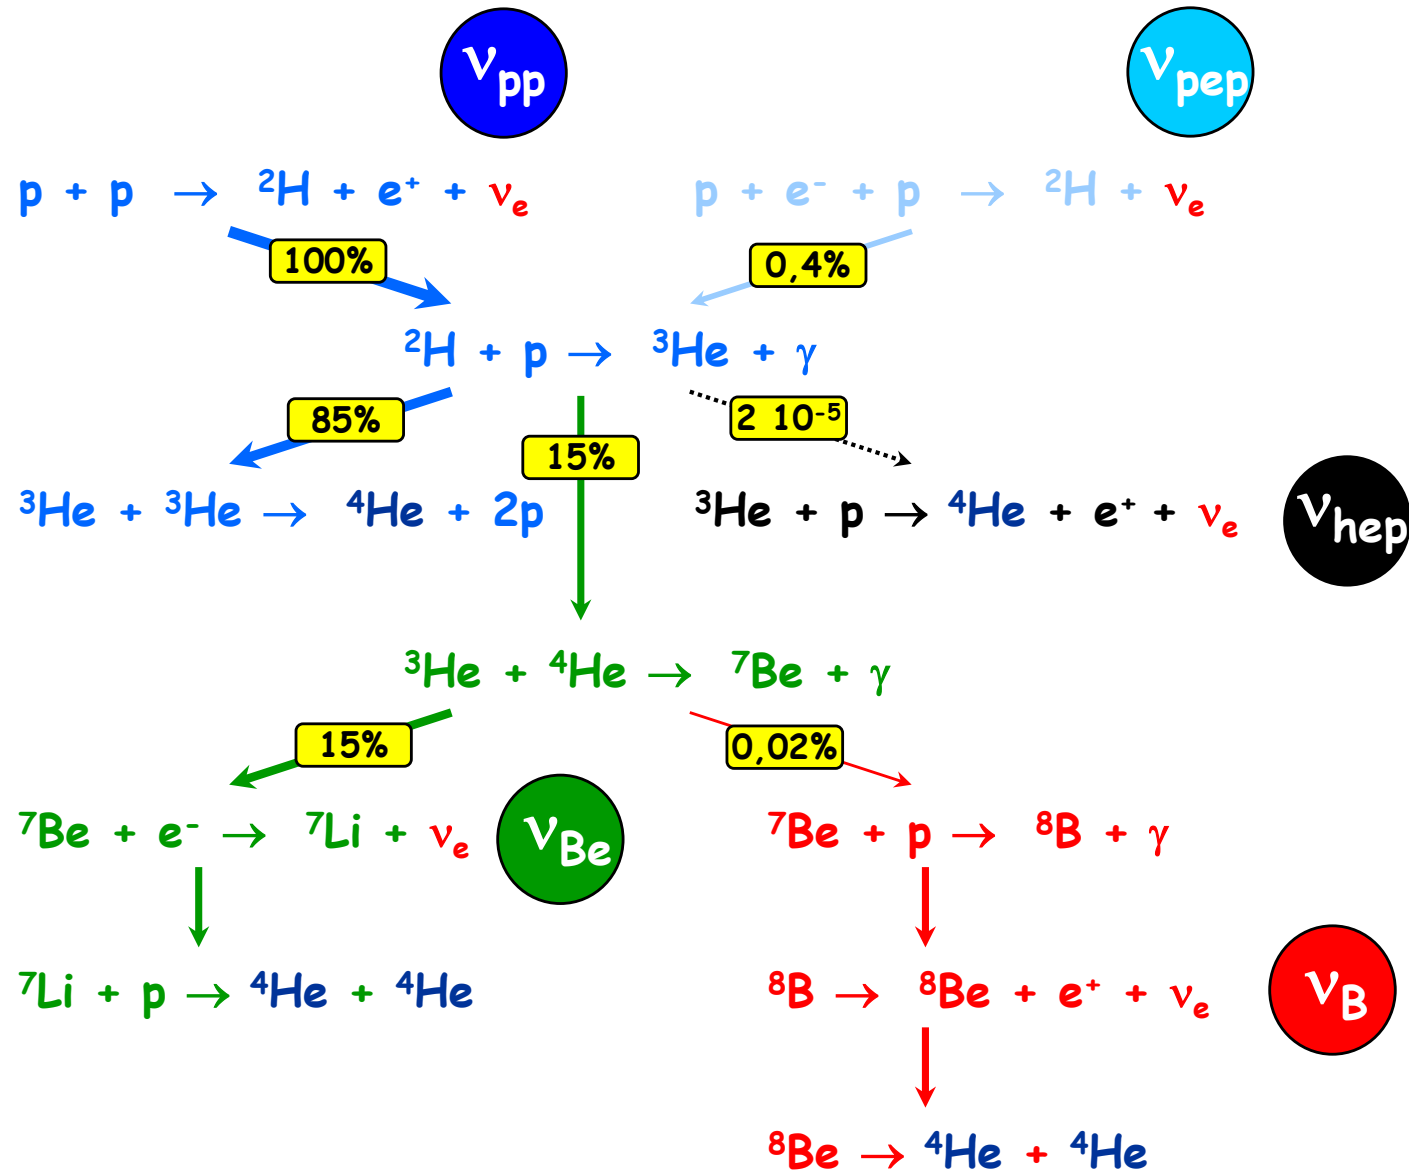 νpp νpep
p + p → ²H + e⁺ + νe p + e⁻ + p → ²H + νe
100% 0,4%
²H + p → ³He + γ
85% 15% 2 10⁻⁵
³He + ³He → ⁴He + 2p ³He + p → ⁴He + e⁺ + νe νhep
³He + ⁴He → ⁷Be + γ
15% 0,02%
⁷Be + e⁻ → ⁷Li + νe νBe ⁷Be + p → ⁸B + γ
⁷Li + p → ⁴He + ⁴He ⁸B → ⁸Be + e⁺ + νe νB
⁸Be → ⁴He + ⁴He